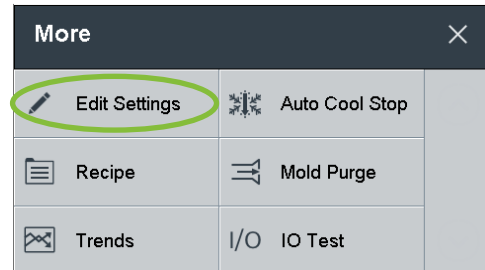 More
Edit Settings
Auto Cool Stop
Recipe
Mold Purge
Trends
I/O IO Test